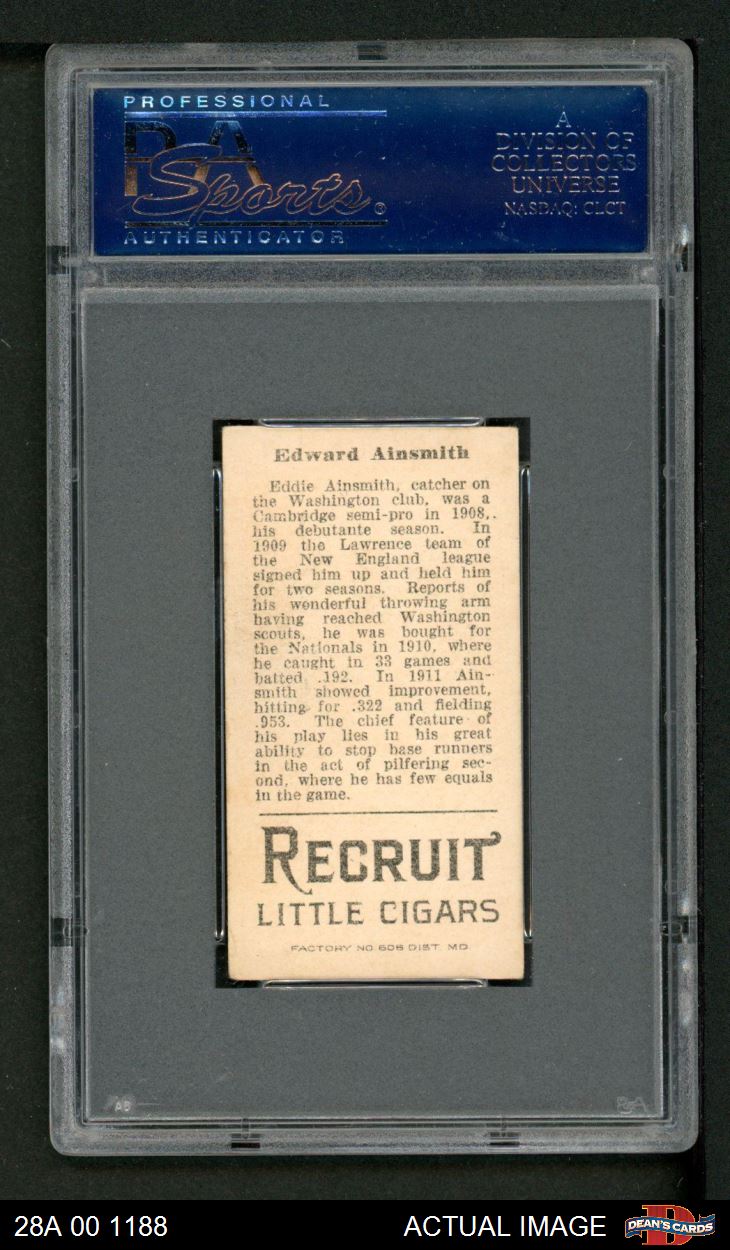 PROFESSIONAL
PSA
Sports®
AUTHENTICATOR
A
DIVISION OF
COLLECTORS
UNIVERSE
NASDAQ: CLCT
Edward Ainsmith
Eddie Ainsmith, catcher on
the Washington club, was a
Cambridge semi-pro in 1908,.
his debutante season. In
1909 the Lawrence team of
the New England league
signed him up and held him
for two seasons. Reports of
his wonderful throwing arm
having reached Washington
scouts, he was bought for
the Nationals in 1910, where
he caught in 33 games and
batted .192. In 1911 Ain-
smith showed improvement,
hitting for .322 and fielding
.953. The chief feature of
his play lies in his great
ability to stop base runners
in the act of pilfering sec-
ond, where he has few equals
in the game.
RECRUIT
LITTLE CIGARS
FACTORY NO 606 DIST. MD.
PSA
28A 00 1188
ACTUAL IMAGE
DEAN'S CARDS